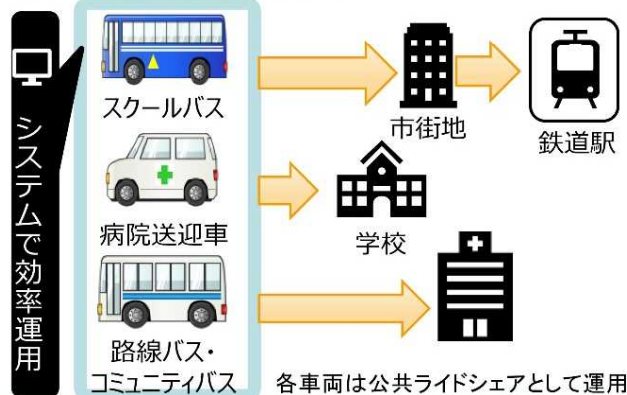 システムで効率運用
スクールバス
病院送迎車
路線バス・
コミュニティバス
市街地
鉄道駅
学校
各車両は公共ライドシェアとして運用